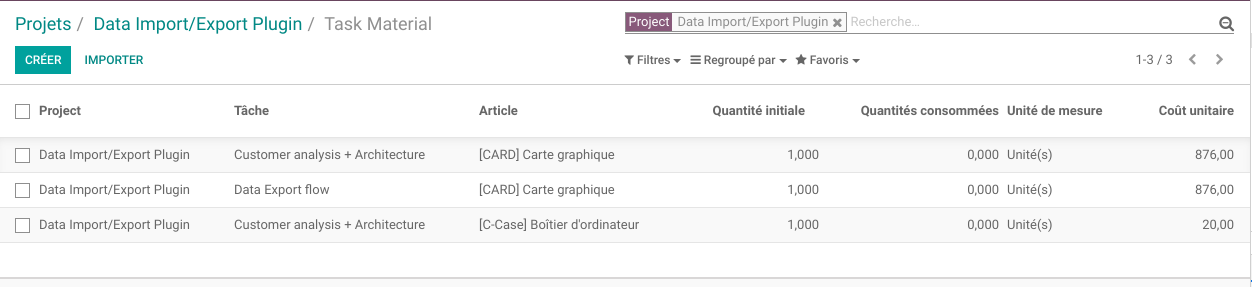 Projets / Data Import/Export Plugin / Task Material
Project Data Import/Export Plugin Recherche...
CRÉER IMPORTER
Filtres Regroupé par Favoris 1-3 / 3
Project Tâche Article Quantité initiale Quantités consommées Unité de mesure Coût unitaire
Data Import/Export Plugin Customer analysis + Architecture [CARD] Carte graphique 1,000 0,000 Unité(s) 876,00
Data Import/Export Plugin Data Export flow [CARD] Carte graphique 1,000 0,000 Unité(s) 876,00
Data Import/Export Plugin Customer analysis + Architecture [C-Case] Boîtier d'ordinateur 1,000 0,000 Unité(s) 20,00